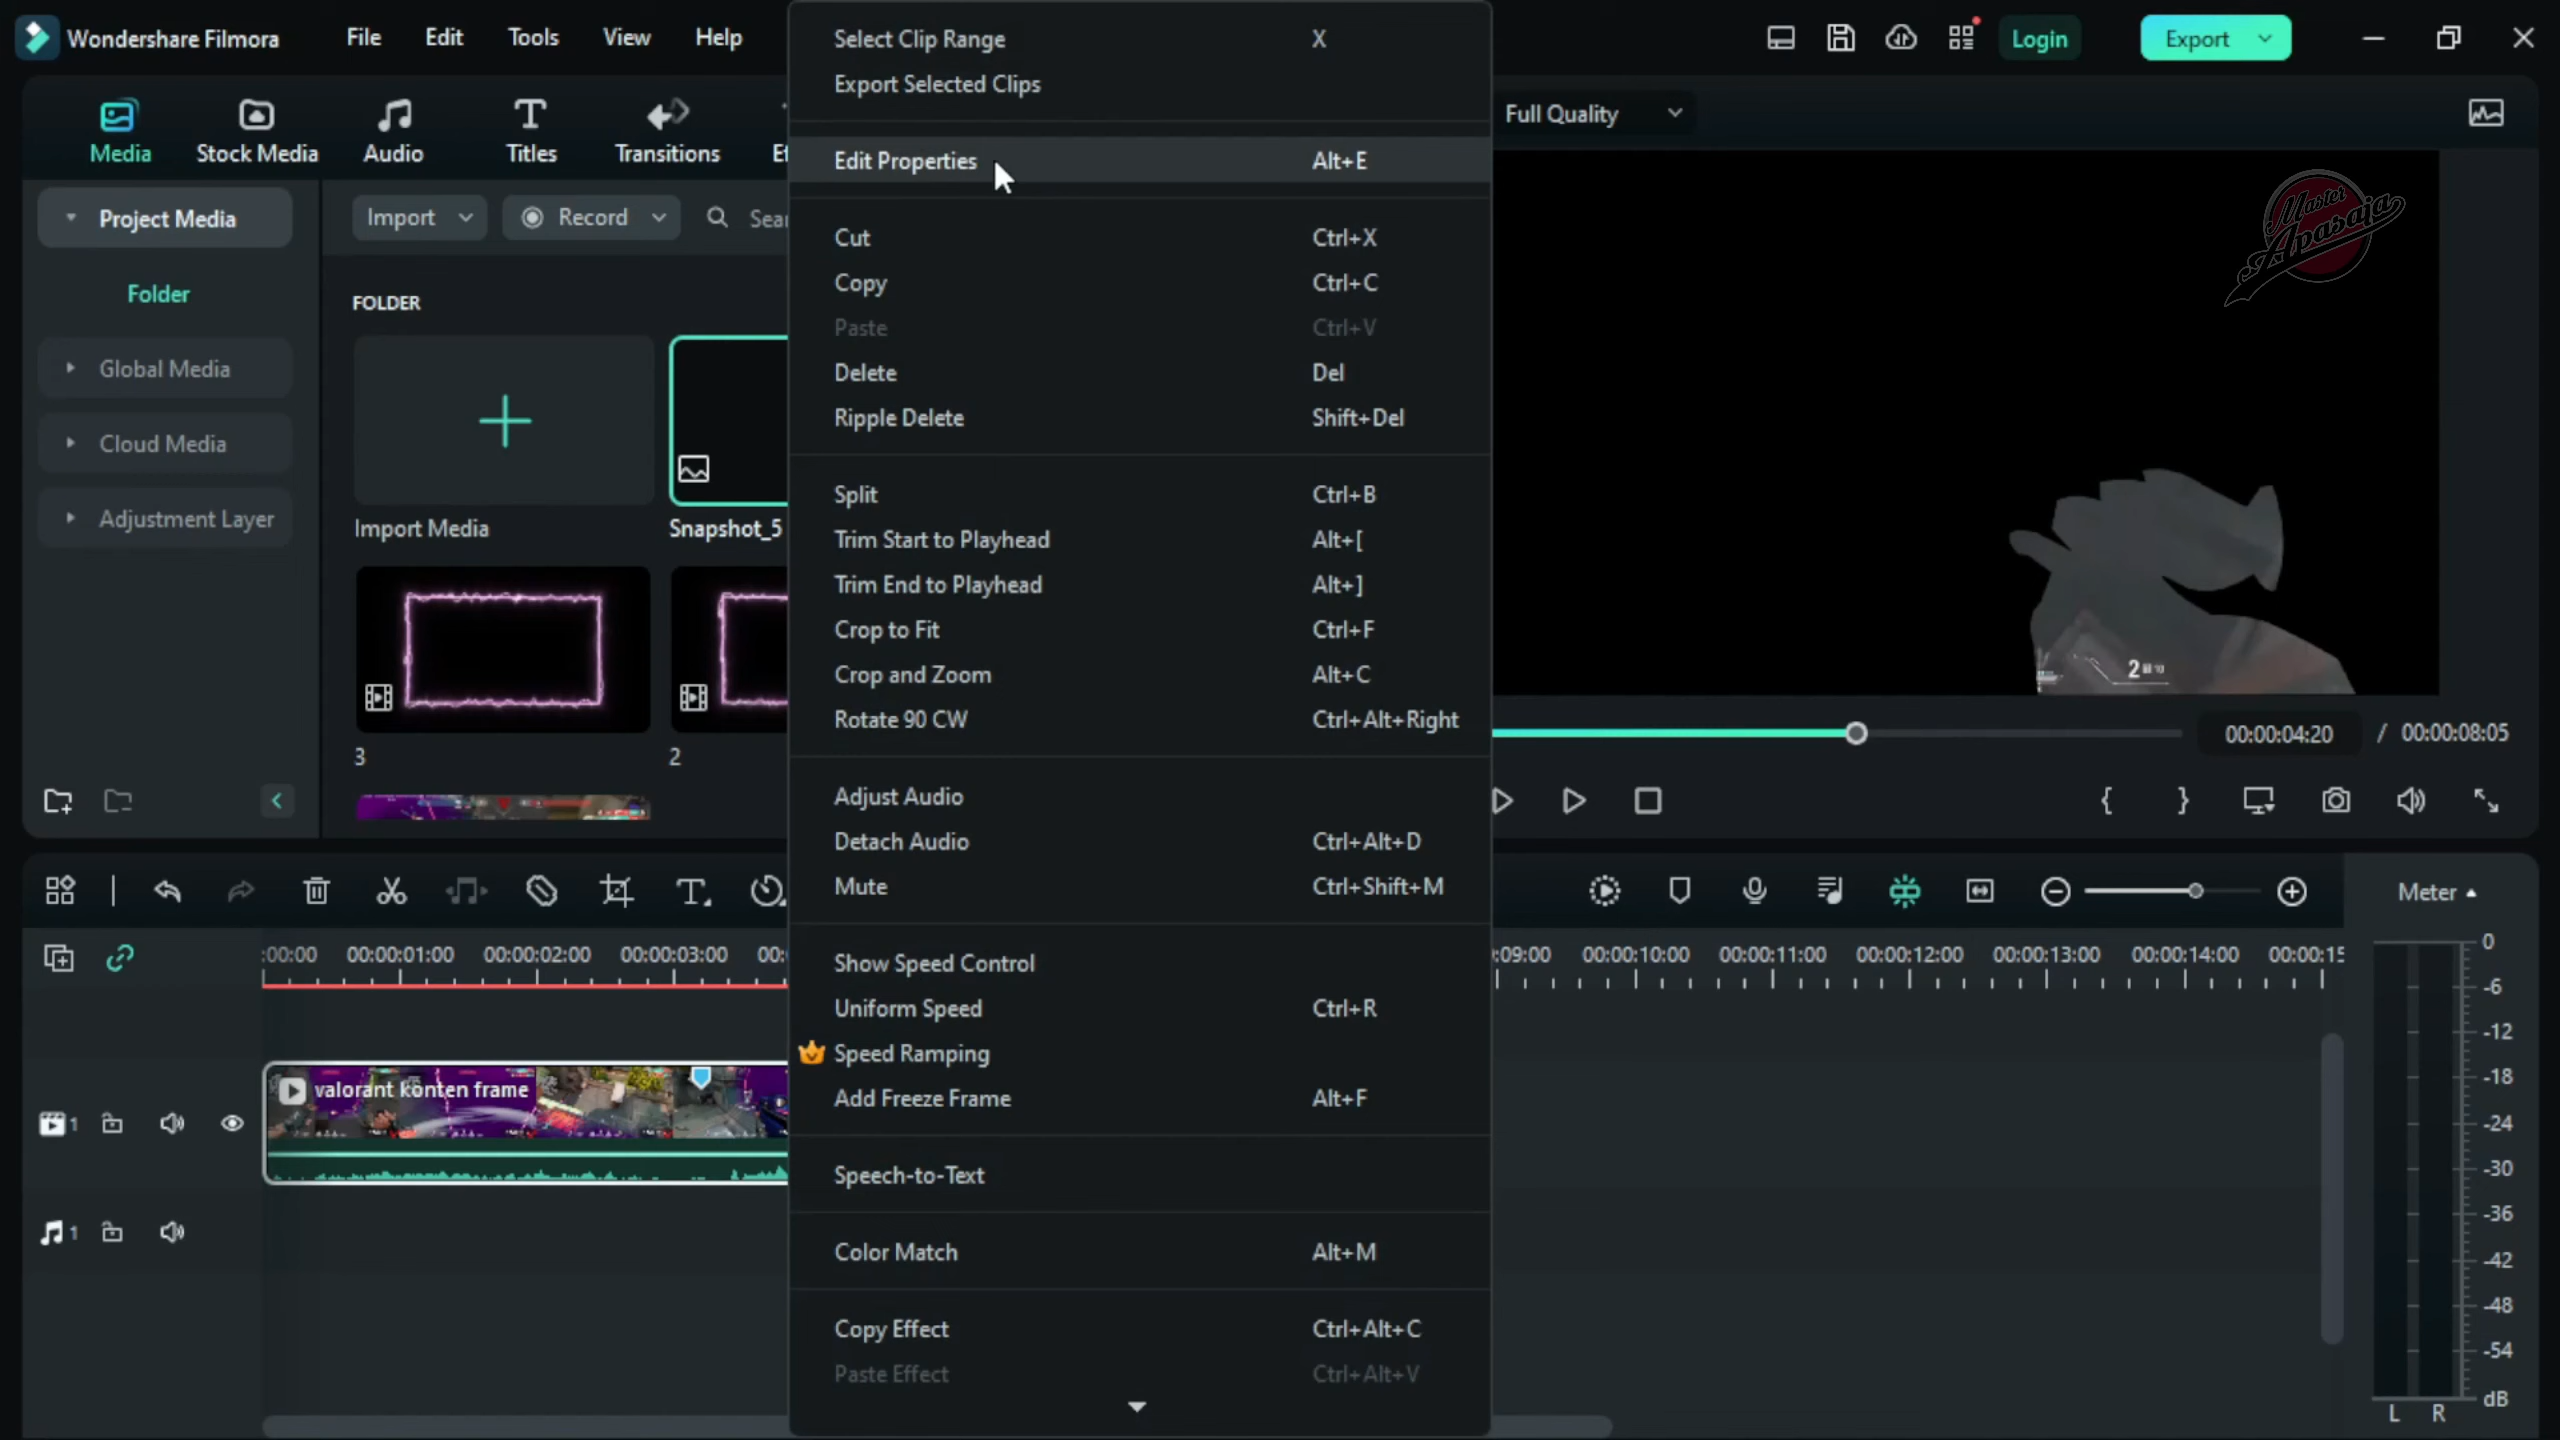 Wondershare Filmora
File Edit Tools View Help
Login
Export
Media
Stock Media
Audio
Titles
Transitions
Project Media
Folder
Global Media
Cloud Media
Adjustment Layer
Import
Record
FOLDER
Import Media
Snapshot_5
3
2
Select Clip Range X
Export Selected Clips
Edit Properties Alt+E
Cut Ctrl+X
Copy Ctrl+C
Paste Ctrl+V
Delete Del
Ripple Delete Shift+Del
Split Ctrl+B
Trim Start to Playhead Alt+[
Trim End to Playhead Alt+]
Crop to Fit Ctrl+F
Crop and Zoom Alt+C
Rotate 90 CW Ctrl+Alt+Right
Adjust Audio
Detach Audio Ctrl+Alt+D
Mute Ctrl+Shift+M
Show Speed Control
Uniform Speed Ctrl+R
Speed Ramping
Add Freeze Frame Alt+F
Speech-to-Text
Color Match Alt+M
Copy Effect Ctrl+Alt+C
Paste Effect Ctrl+Alt+V
Full Quality
Master
Apasaja
2
00:00:04:20 / 00:00:08:05
Meter
:00:00 00:00:01:00 00:00:02:00 00:00:03:00 00: :09:00 00:00:10:00 00:00:11:00 00:00:12:00 00:00:13:00 00:00:14:00 00:00:15
valorant konten frame
1
1
0
-6
-12
-18
-24
-30
-36
-42
-48
-54
dB
L R